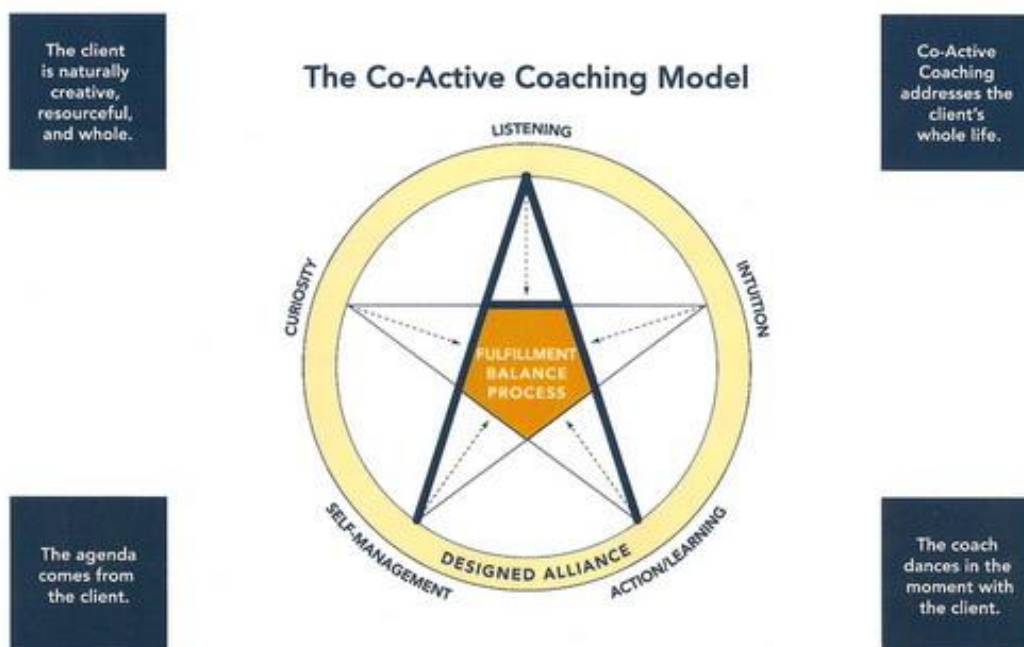 The client
is naturally
creative,
resourceful,
and whole.
Co-Active
Coaching
addresses the
client's
whole life.
The Co-Active Coaching Model
LISTENING
CURIOSITY
INTUITION
FULFILLMENT
BALANCE
PROCESS
SELF-MANAGEMENT
DESIGNED ALLIANCE
ACTION/LEARNING
The agenda
comes from
the client.
The coach
dances in the
moment with
the client.